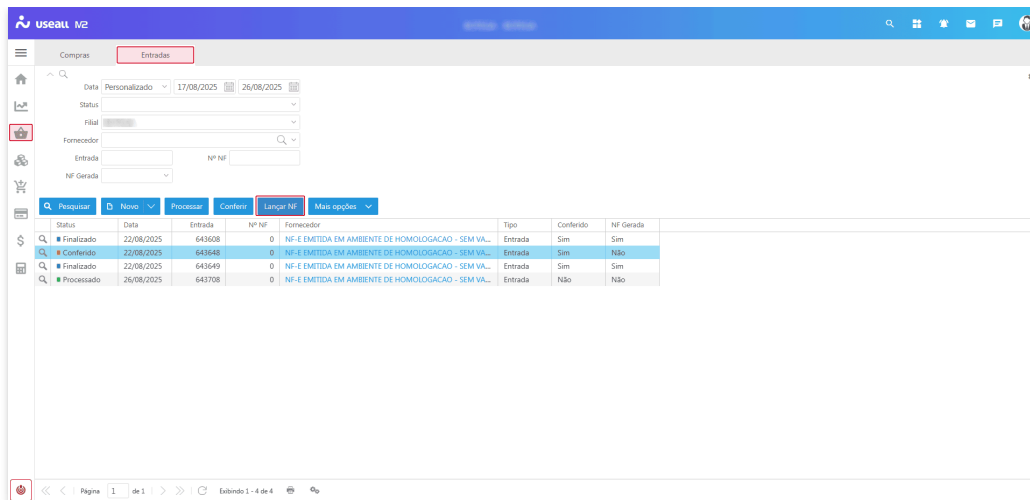 useall M2
Compras Entradas
Data Personalizado 17/08/2025 26/08/2025
Status
Filial
Fornecedor
Entrada Nº NF
NF Gerada
Pesquisar Novo Processar Conferir Lançar NF Mais opções
Status Data Entrada Nº NF Fornecedor Tipo Conferido NF Gerada
Finalizado 22/08/2025 643608 0 NF-E EMITIDA EM AMBIENTE DE HOMOLOGACAO - SEM VA... Entrada Sim Sim
Conferido 22/08/2025 643648 0 NF-E EMITIDA EM AMBIENTE DE HOMOLOGACAO - SEM VA... Entrada Sim Não
Finalizado 22/08/2025 643649 0 NF-E EMITIDA EM AMBIENTE DE HOMOLOGACAO - SEM VA... Entrada Sim Sim
Processado 26/08/2025 643708 0 NF-E EMITIDA EM AMBIENTE DE HOMOLOGACAO - SEM VA... Entrada Não Não
Página 1 de 1 Exibindo 1 - 4 de 4